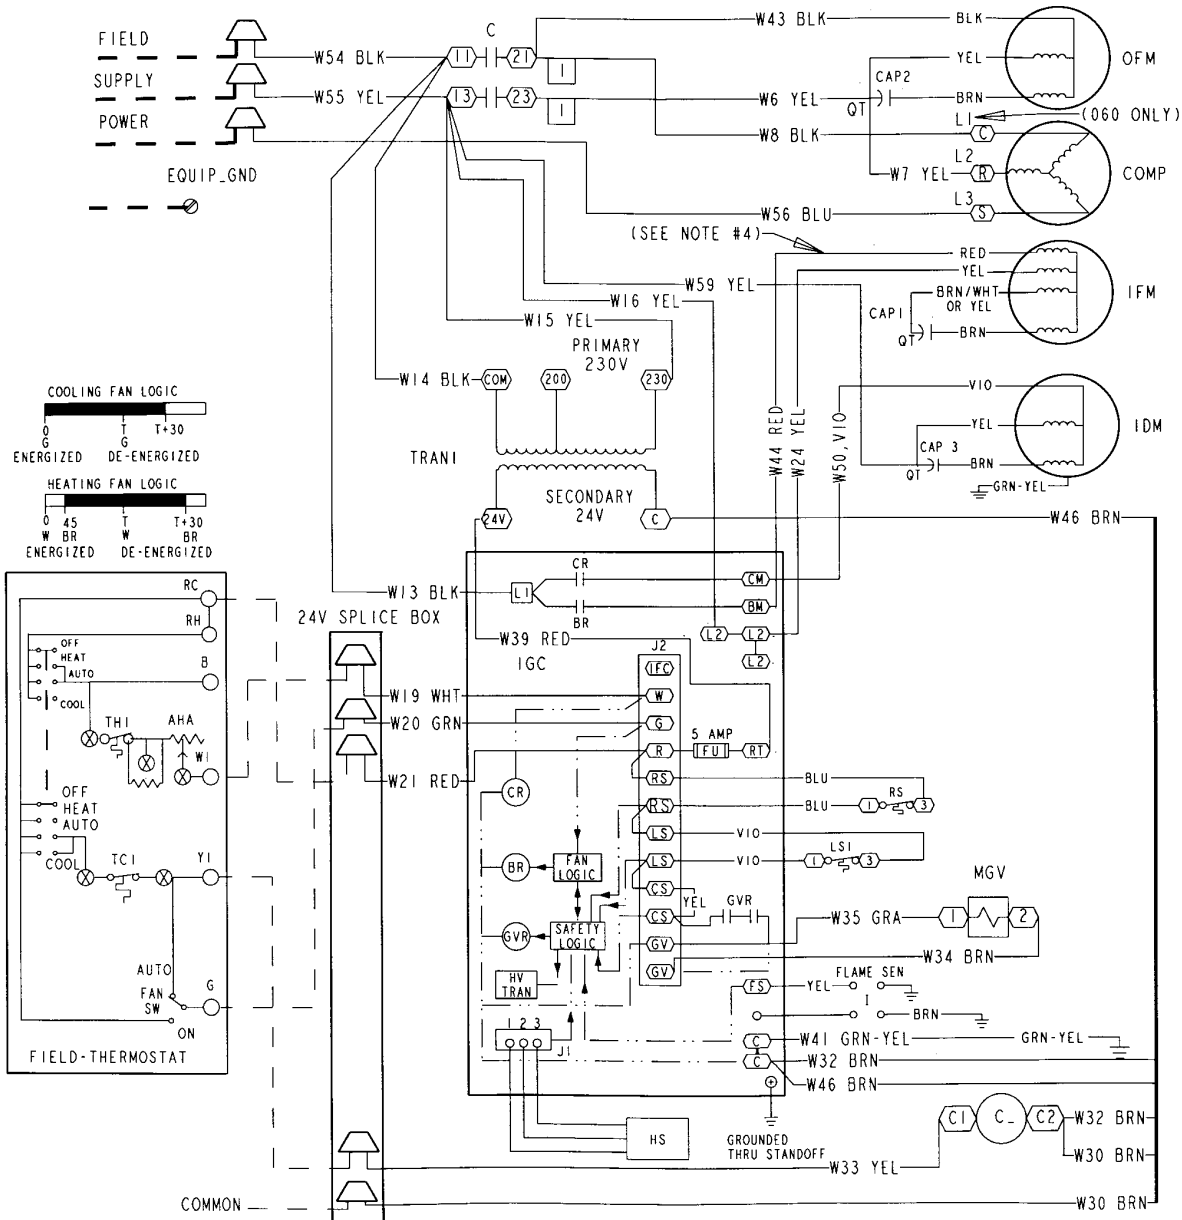 W43 BLK
BLK
FIELD
C
W54 BLK
11
21
YEL
OFM
SUPPLY
1
CAP2
W55 YEL
13
23
W6 YEL
BRN
QT
1
L1
(060 ONLY)
POWER
W8 BLK
C
L2
EQUIP_GND
W7 YEL
R
COMP
L3
W56 BLU
S
(SEE NOTE #4)
RED
YEL
W59 YEL
BRN/WHT
OR YEL
IFM
W16 YEL
CAP1
W15 YEL
QT
BRN
PRIMARY
230V
W14 BLK
COM
200
230
VIO
COOLING FAN LOGIC
0
T
T+30
G
G
ENERGIZED
DE-ENERGIZED
W44 RED
W24 YEL
W50,VIO
YEL
IDM
TRAN1
CAP 3
BRN
QT
HEATING FAN LOGIC
GRN-YEL
SECONDARY
24V
24V
C
W46 BRN
0
45
T
T+30
W
BR
W
BR
ENERGIZED
DE-ENERGIZED
CR
CM
RC
W13 BLK
L1
BM
24V SPLICE BOX
BR
RH
W39 RED
L2
L2
OFF
HEAT
AUTO
COOL
B
IGC
J2
L2
IFC
W19 WHT
W
W20 GRN
G
TH1
AHA
5 AMP
W1
R
FU
RT
W21 RED
RS
BLU
OFF
HEAT
AUTO
COOL
CR
RS
BLU
1
RS
3
LS
VIO
LS1
TC1
Y1
BR
FAN
LOGIC
LS
VIO
1
3
CS
YEL
GVR
MGV
CS
W35 GRA
1
2
GVR
SAFETY
LOGIC
GV
W34 BRN
GV
AUTO
HV
TRAN
FLAME SEN
FAN
SW
G
FS
YEL
I
BRN
ON
1 2 3
J1
C
W41 GRN-YEL
GRN-YEL
FIELD-THERMOSTAT
C
W32 BRN
W46 BRN
C1
C_
C2
W32 BRN
HS
GROUNDED
THRU STANDOFF
W30 BRN
W33 YEL
COMMON
W30 BRN